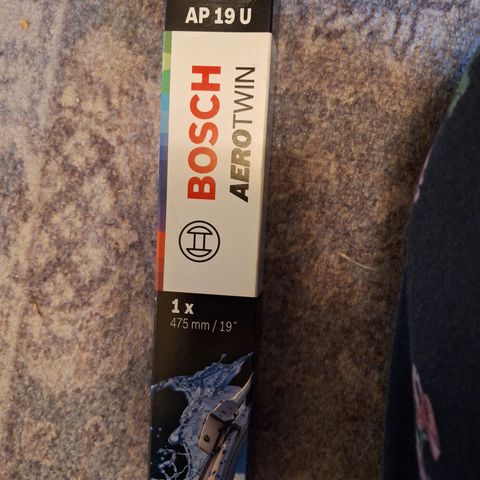 AP 19 U
BOSCH
AEROTWIN
1 x
475 mm / 19"